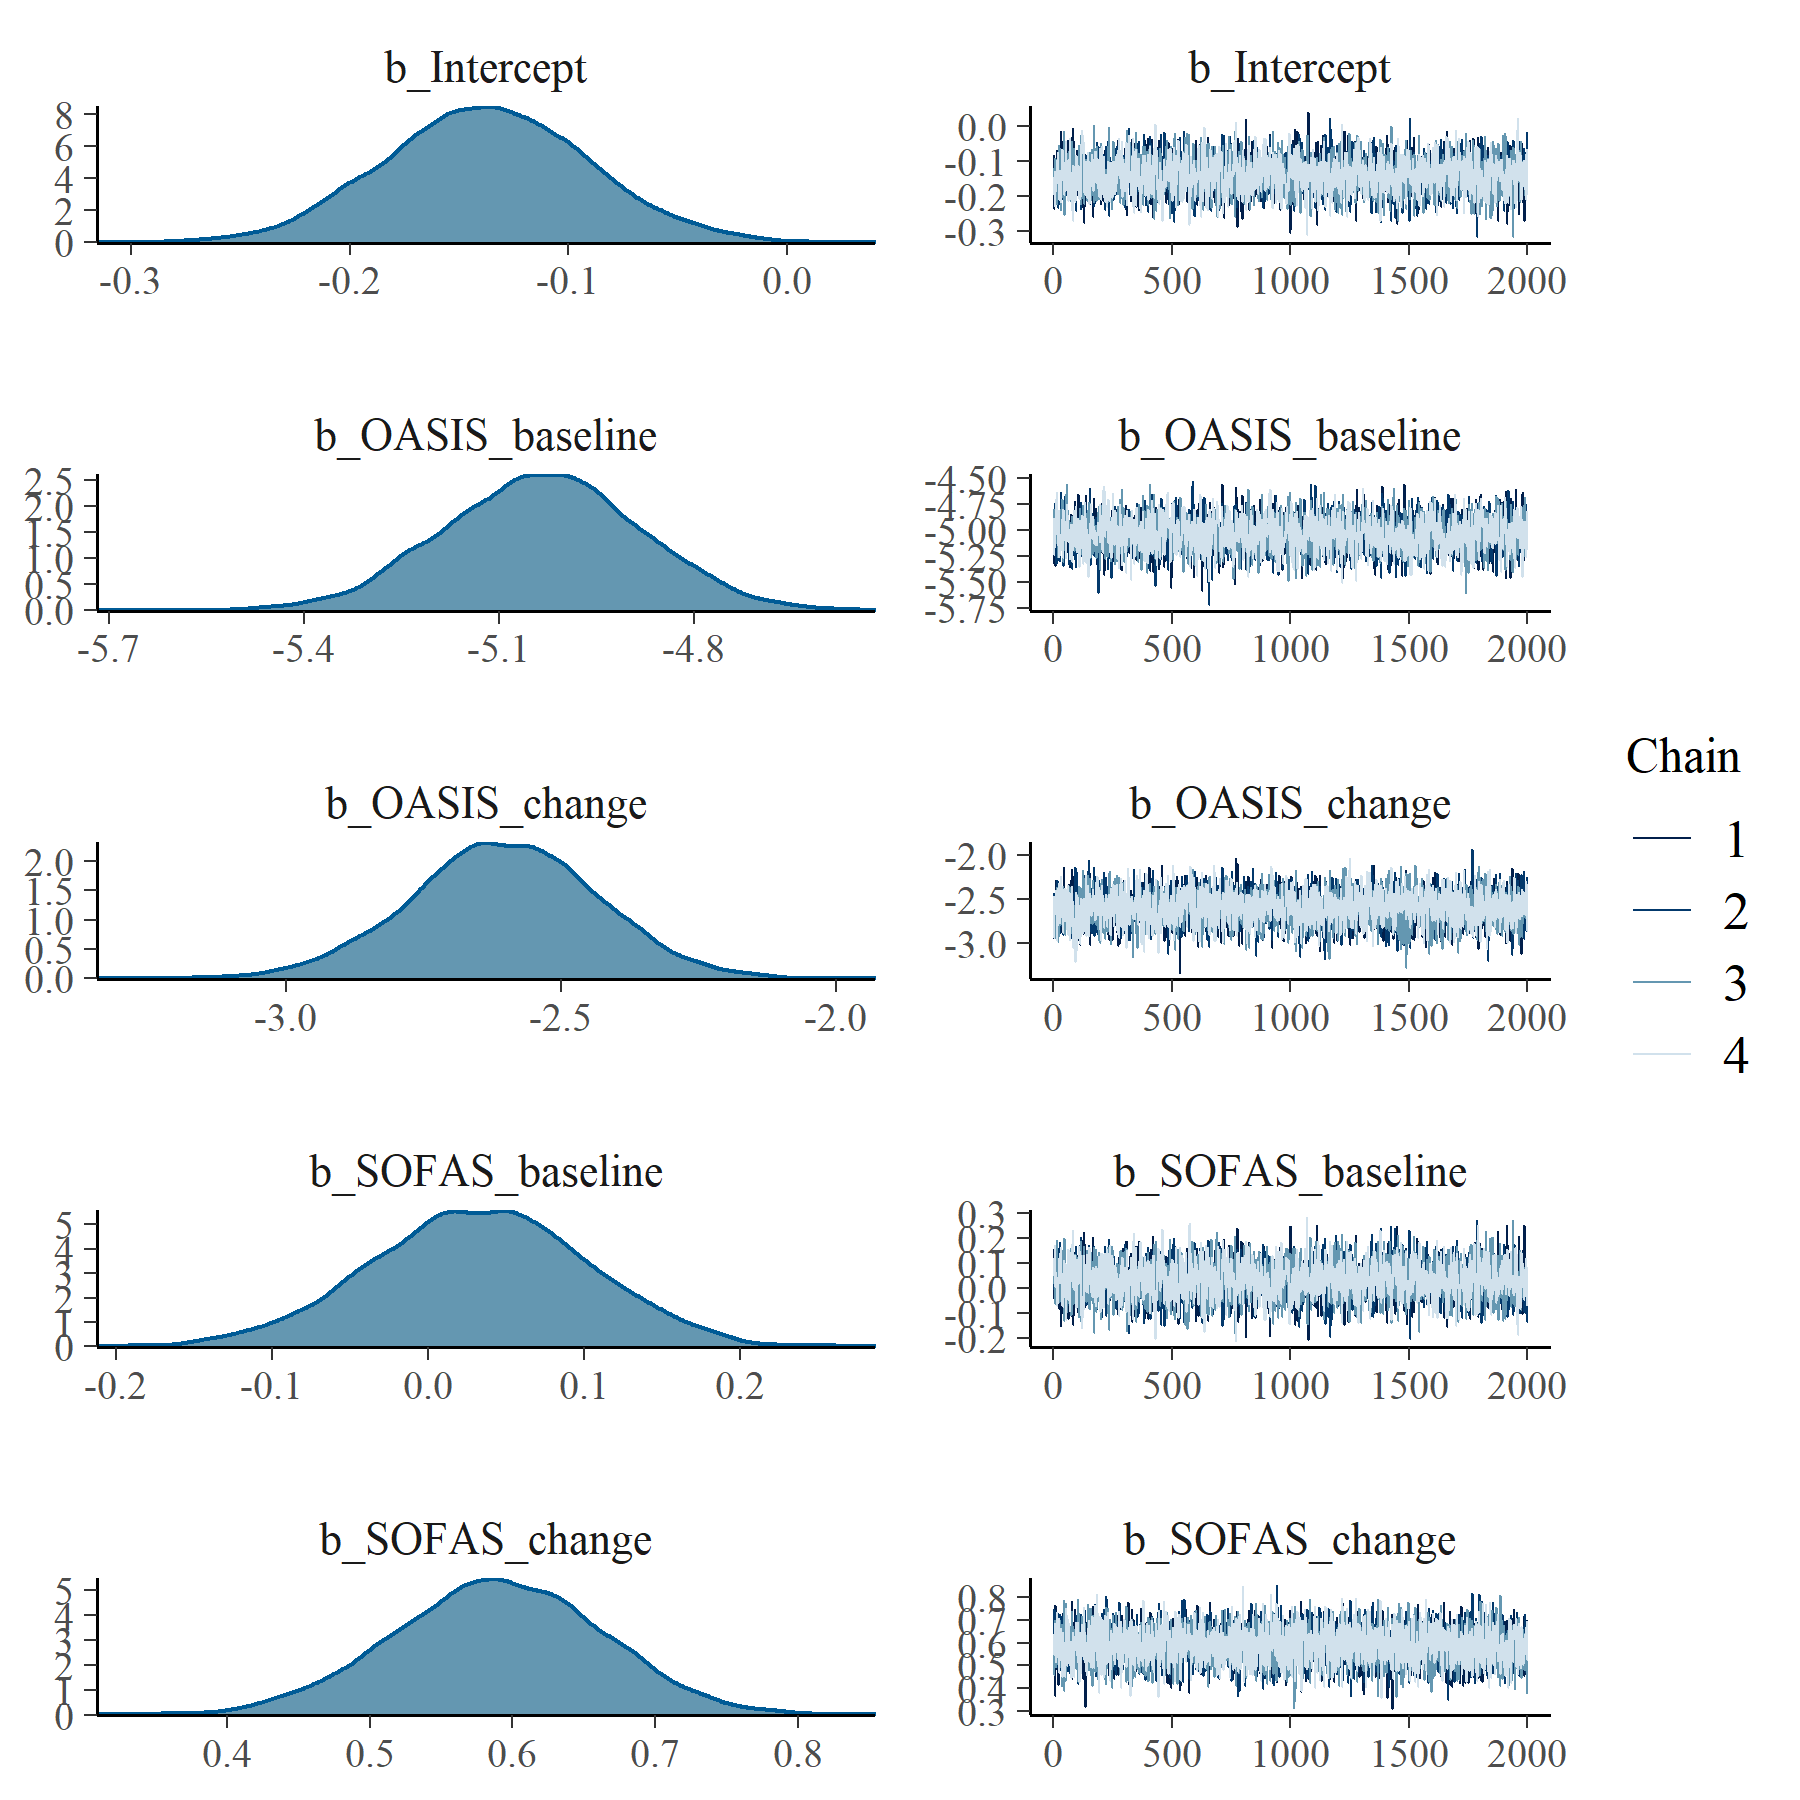 b_Intercept
8
6
4
2
0
-0.3 -0.2 -0.1 0.0
b_Intercept
0.0
-0.1
-0.2
-0.3
0 500 1000 1500 2000
b_OASIS_baseline
2.5
2.0
1.5
1.0
0.5
0.0
-5.7 -5.4 -5.1 -4.8
b_OASIS_baseline
-4.50
-4.75
-5.00
-5.25
-5.50
-5.75
0 500 1000 1500 2000
b_OASIS_change
2.0
1.5
1.0
0.5
0.0
-3.0 -2.5 -2.0
b_OASIS_change
-2.0
-2.5
-3.0
0 500 1000 1500 2000
b_SOFAS_baseline
5
4
3
2
1
0
-0.2 -0.1 0.0 0.1 0.2
b_SOFAS_baseline
0.3
0.2
0.1
0.0
-0.1
-0.2
0 500 1000 1500 2000
b_SOFAS_change
5
4
3
2
1
0
0.4 0.5 0.6 0.7 0.8
b_SOFAS_change
0.8
0.7
0.6
0.5
0.4
0.3
0 500 1000 1500 2000
Chain
1
2
3
4